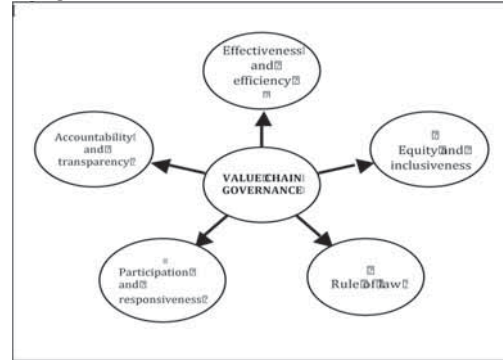 Effectiveness
and
efficiency
Accountability
and
transparency
Equity and
inclusiveness
VALUE CHAIN
GOVERNANCE
Participation
and
responsiveness
Rule of law